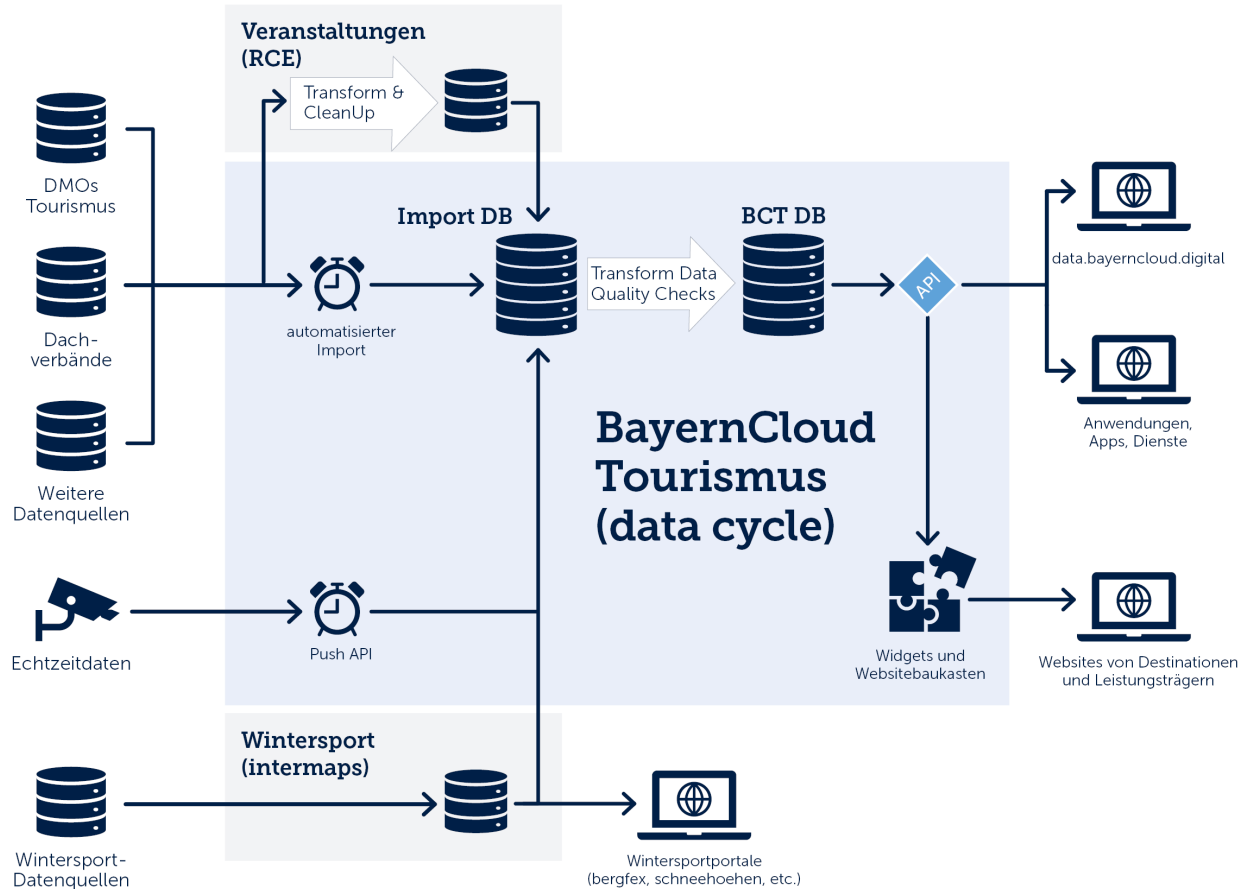 Veranstaltungen
(RCE)
Transform &
CleanUp
DMOs
Tourismus
Import DB
BCT DB
Transform Data
Quality Checks
API
data.bayerncloud.digital
automatisierter
Import
Dach-
verbände
Anwendungen,
Apps, Dienste
BayernCloud
Tourismus
(data cycle)
Weitere
Datenquellen
Echtzeitdaten
Push API
Widgets und
Websitebaukasten
Websites von Destinationen
und Leistungsträgern
Wintersport
(intermaps)
Wintersport-
Datenquellen
Wintersportportale
(bergfex, schneehoehen, etc.)